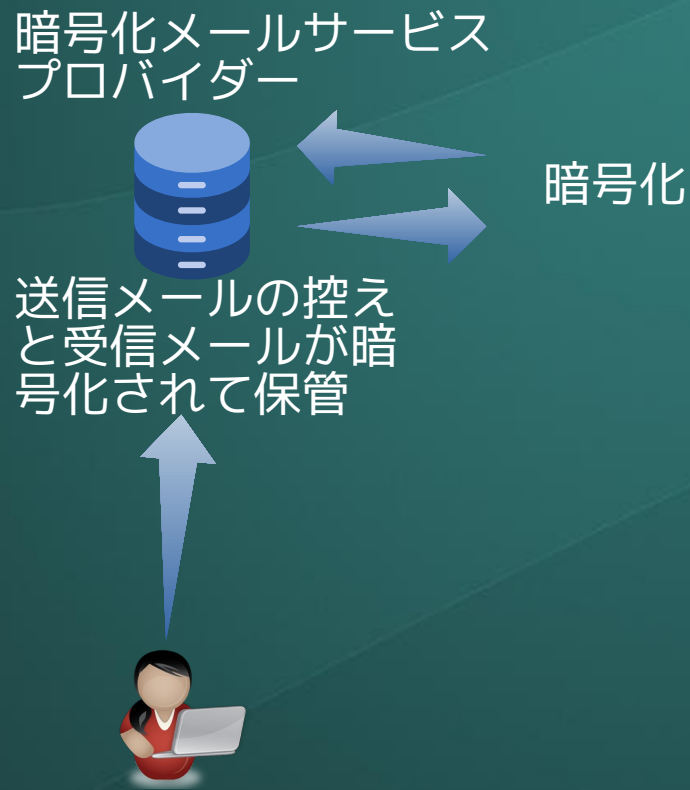 暗号化メールサービス
プロバイダー
暗号化
送信メールの控え
と受信メールが暗
号化されて保管